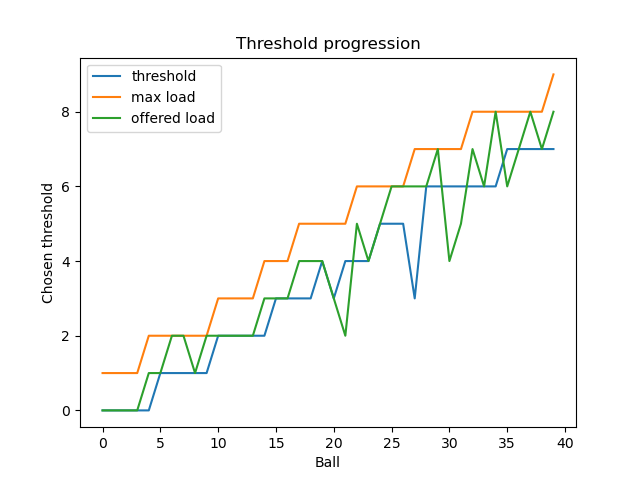 Threshold progression
threshold
max load
offered load
Chosen threshold
8
6
4
2
0
0 5 10 15 20 25 30 35 40
Ball